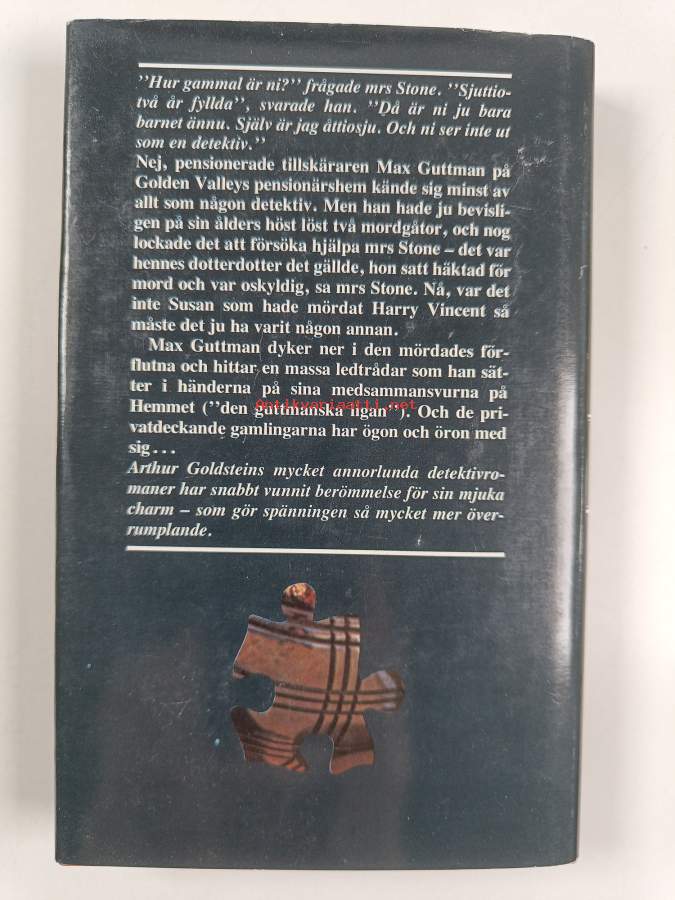 "Hur gammal är ni?" frågade mrs Stone. "Sjuttio-
två år fyllda", svarade han. "Då är ni ju bara
barnet ännu. Själv är jag åttiosju. Och ni ser inte ut
som en detektiv."
Nej, pensionerade tillskäraren Max Guttman på
Golden Valleys pensionärshem kände sig minst av
allt som någon detektiv. Men han hade ju bevisli-
gen på sin ålders höst löst två mordgåtor, och nog
lockade det att försöka hjälpa mrs Stone – det var
hennes dotterdotter det gällde, hon satt häktad för
mord och var oskyldig, sa mrs Stone. Nå, var det
inte Susan som hade mördat Harry Vincent så
måste det ju ha varit någon annan.
Max Guttman dyker ner i den mördades för-
flutna och hittar en massa ledtrådar som han sät-
ter i händerna på sina medsammansvurna på
Hemmet ("den guttmanska ligan"). Och de pri-
Antikvariaatti.net
vatdeckande gamlingarna har ögon och öron med
sig...
Arthur Goldsteins mycket annorlunda detektivro-
maner har snabbt vunnit berömmelse för sin mjuka
charm – som gör spänningen så mycket mer över-
rumplande.